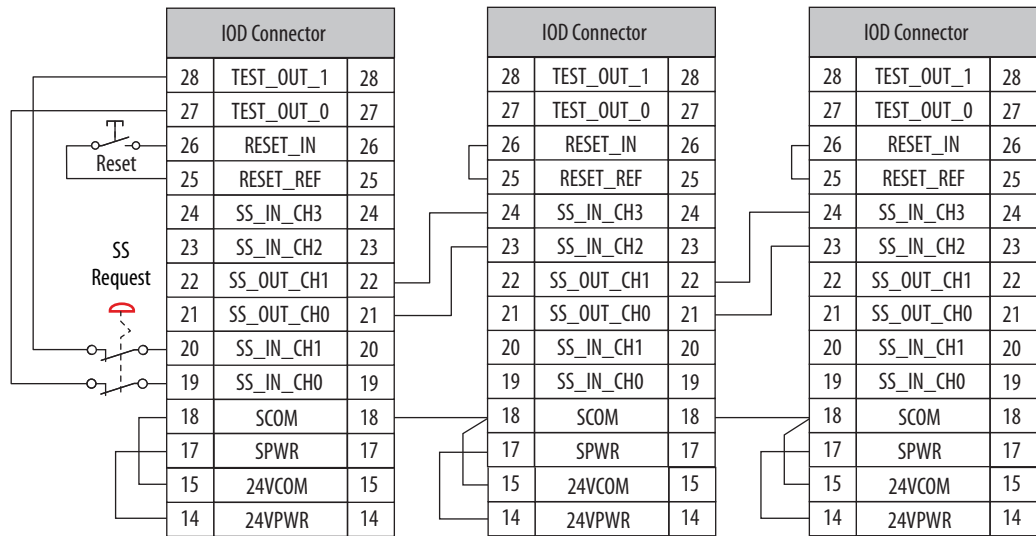 IOD Connector IOD Connector IOD Connector
28 TEST_OUT_1 28 28 TEST_OUT_1 28 28 TEST_OUT_1 28
27 TEST_OUT_0 27 27 TEST_OUT_0 27 27 TEST_OUT_0 27
26 RESET_IN 26 26 RESET_IN 26 26 RESET_IN 26
Reset
25 RESET_REF 25 25 RESET_REF 25 25 RESET_REF 25
24 SS_IN_CH3 24 24 SS_IN_CH3 24 24 SS_IN_CH3 24
SS
Request
23 SS_IN_CH2 23 23 SS_IN_CH2 23 23 SS_IN_CH2 23
22 SS_OUT_CH1 22 22 SS_OUT_CH1 22 22 SS_OUT_CH1 22
21 SS_OUT_CH0 21 21 SS_OUT_CH0 21 21 SS_OUT_CH0 21
20 SS_IN_CH1 20 20 SS_IN_CH1 20 20 SS_IN_CH1 20
19 SS_IN_CH0 19 19 SS_IN_CH0 19 19 SS_IN_CH0 19
18 SCOM 18 18 SCOM 18 18 SCOM 18
17 SPWR 17 17 SPWR 17 17 SPWR 17
15 24VCOM 15 15 24VCOM 15 15 24VCOM 15
14 24VPWR 14 14 24VPWR 14 14 24VPWR 14